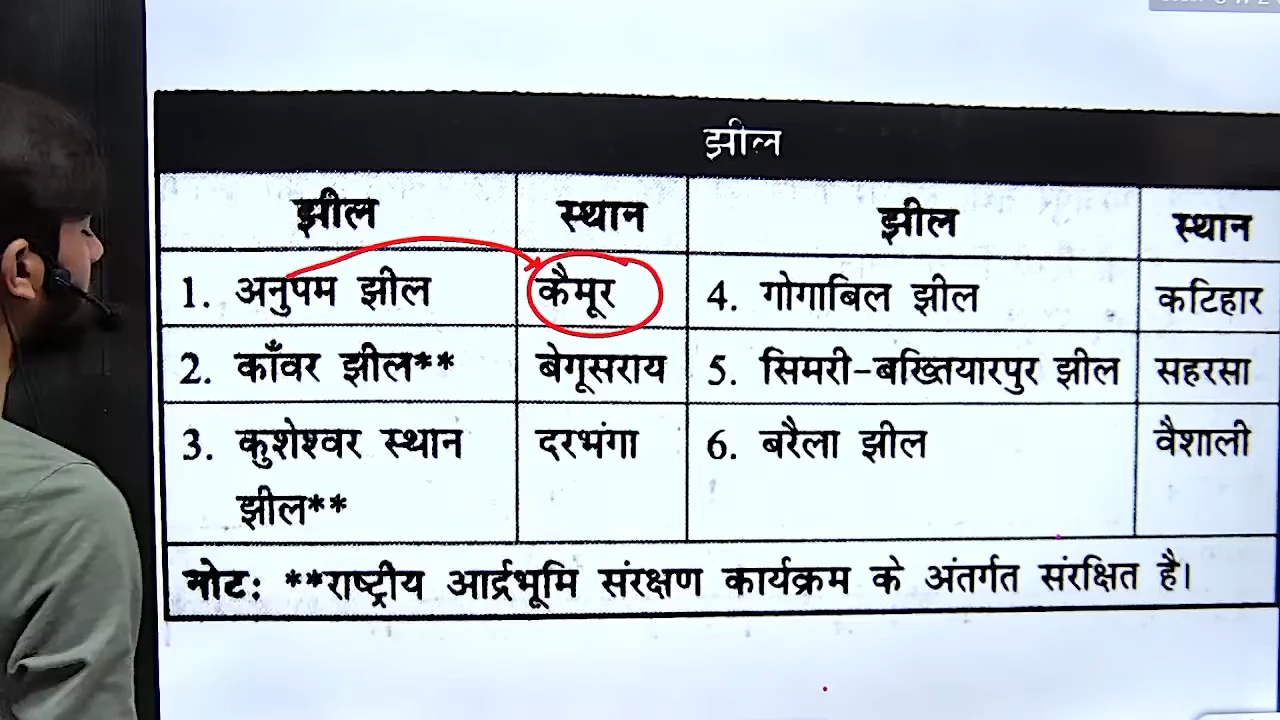 झील
झील स्थान झील स्थान
1. अनुपम झील कैमूर 4. गोगाबिल झील कटिहार
2. काँवर झील** बेगूसराय 5. सिमरी-बख्तियारपुर झील सहरसा
3. कुशेश्वर स्थान दरभंगा 6. बरैला झील वैशाली
झील**
नोटः **राष्ट्रीय आर्द्रभूमि संरक्षण कार्यक्रम के अंतर्गत संरक्षित है।